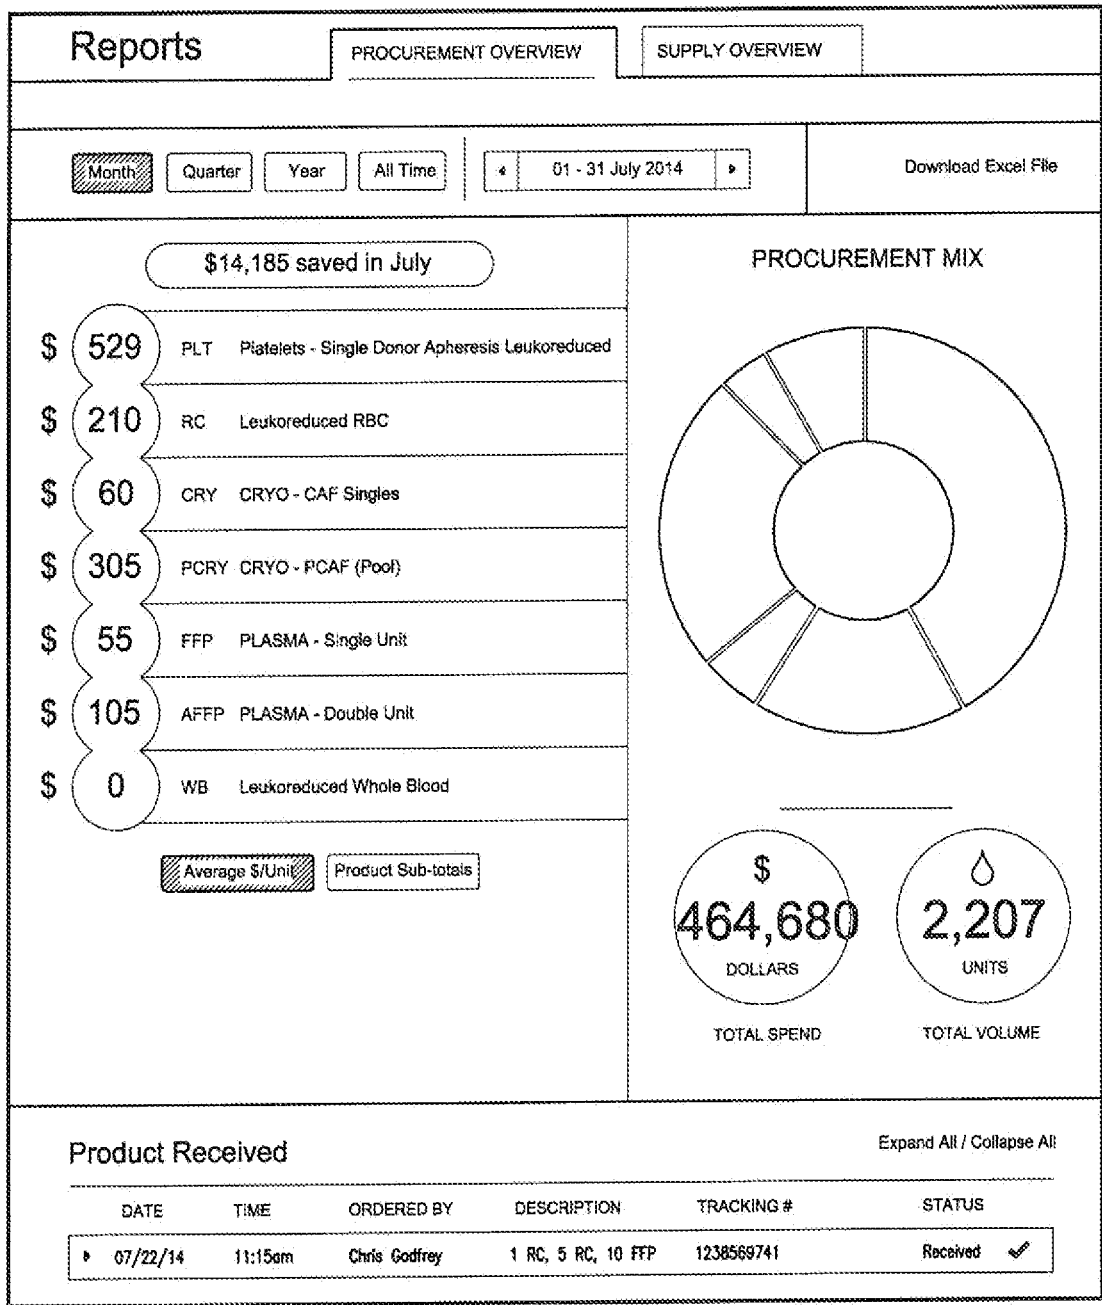 Reports
PROCUREMENT OVERVIEW
SUPPLY OVERVIEW
Month Quarter Year All Time 01 - 31 July 2014 Download Excel File
$14,185 saved in July
$ 529 PLT Platelets - Single Donor Apheresis Leukoreduced
$ 210 RC Leukoreduced RBC
$ 60 CRY CRYO - CAF Singles
$ 305 PCRY CRYO - PCAF (Pool)
$ 55 FFP PLASMA - Single Unit
$ 105 AFFP PLASMA - Double Unit
$ 0 WB Leukoreduced Whole Blood
Average $/Unit Product Sub-totals
PROCUREMENT MIX
$
464,680
DOLLARS
TOTAL SPEND
2,207
UNITS
TOTAL VOLUME
Product Received
Expand All / Collapse All
DATE TIME ORDERED BY DESCRIPTION TRACKING # STATUS
07/22/14 11:15am Chris Godfrey 1 RC, 5 RC, 10 FFP 1238569741 Received